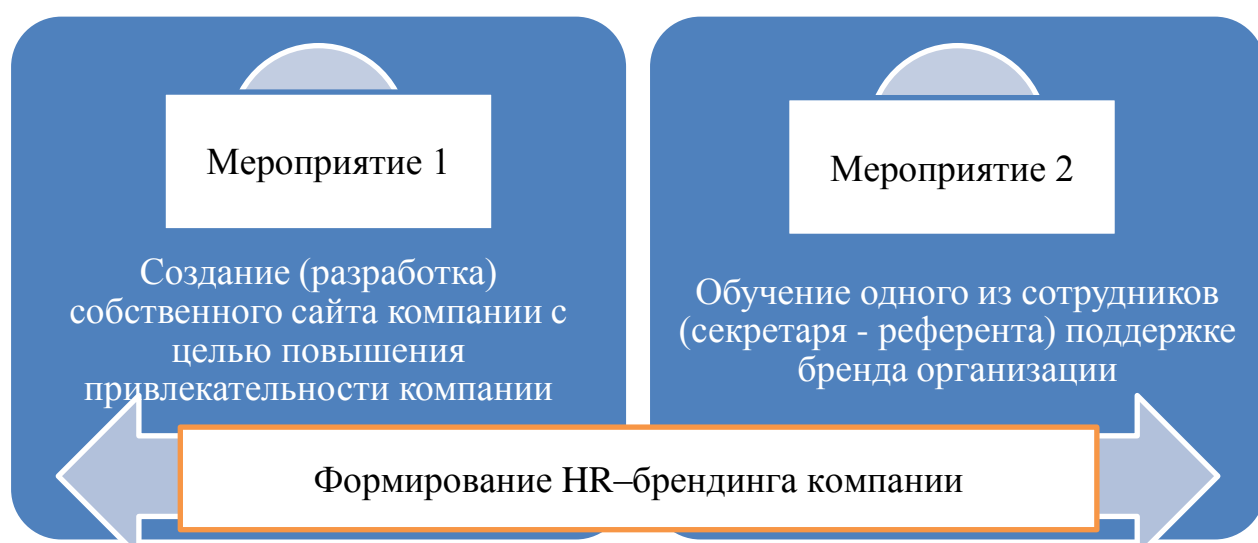 Мероприятие 1
Создание (разработка)
собственного сайта компании с
целью повышения
привлекательности компании
Мероприятие 2
Обучение одного из сотрудников
(секретаря - референта) поддержке
бренда организации
Формирование HR–брендинга компании